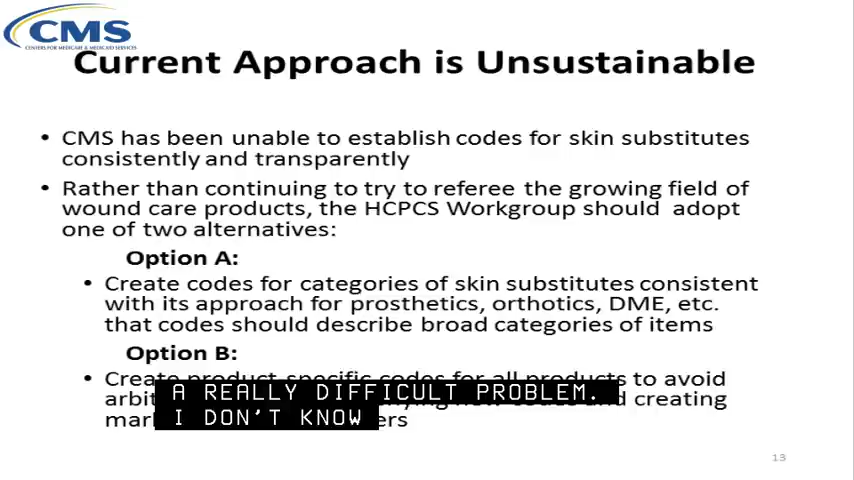 CMS
CENTERS FOR MEDICARE & MEDICAID SERVICES
Current Approach is Unsustainable
• CMS has been unable to establish codes for skin substitutes
consistently and transparently
• Rather than continuing to try to referee the growing field of
wound care products, the HCPCS Workgroup should adopt
one of two alternatives:
Option A:
• Create codes for categories of skin substitutes consistent
with its approach for prosthetics, orthotics, DME, etc.
that codes should describe broad categories of items
Option B:
• Create product-specific codes for all products to avoid
creating
A REALLY DIFFICULT PROBLEM.
I DON'T KNOW
13